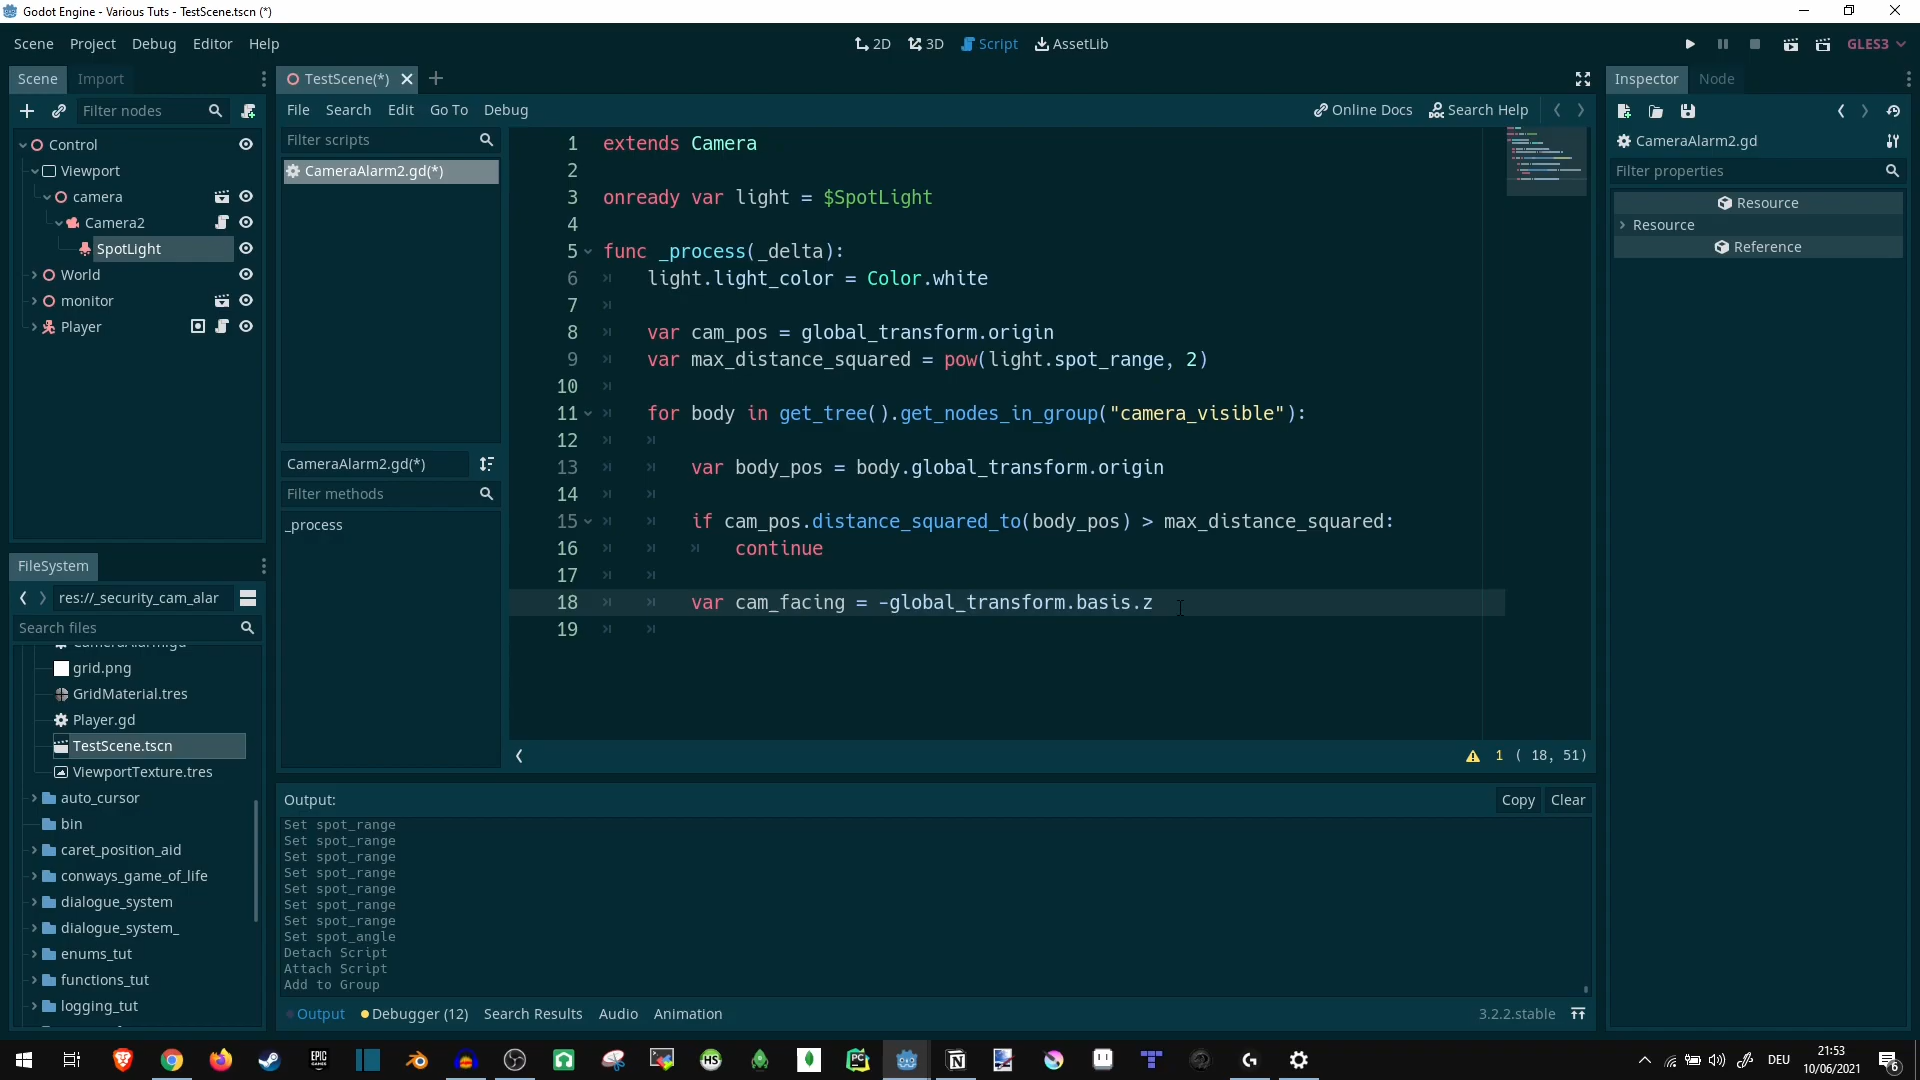 Godot Engine - Various Tuts - TestScene.tscn (*)
Scene Project Debug Editor Help
2D 3D Script AssetLib
GLES3
Scene Import
TestScene(*)
Inspector Node
Filter nodes
File Search Edit Go To Debug
Online Docs Search Help
Control
Viewport
camera
Camera2
SpotLight
World
monitor
Player
Filter scripts
CameraAlarm2.gd(*)
CameraAlarm2.gd(*)
Filter methods
_process
1 extends Camera
2
3 onready var light = $SpotLight
4
5 func _process(_delta):
6 light.light_color = Color.white
7
8 var cam_pos = global_transform.origin
9 var max_distance_squared = pow(light.spot_range, 2)
10
11 for body in get_tree().get_nodes_in_group("camera_visible"):
12
13 var body_pos = body.global_transform.origin
14
15 if cam_pos.distance_squared_to(body_pos) > max_distance_squared:
16 continue
17
18 var cam_facing = -global_transform.basis.z
19
1 ( 18, 51)
CameraAlarm2.gd
Filter properties
Resource
Resource
Reference
FileSystem
res://_security_cam_alar
Search files
grid.png
GridMaterial.tres
Player.gd
TestScene.tscn
ViewportTexture.tres
auto_cursor
bin
caret_position_aid
conways_game_of_life
dialogue_system
dialogue_system_
enums_tut
functions_tut
logging_tut
Output:
Copy Clear
Set spot_range
Set spot_range
Set spot_range
Set spot_range
Set spot_range
Set spot_range
Set spot_range
Set spot_angle
Detach Script
Attach Script
Add to Group
Output Debugger (12) Search Results Audio Animation
3.2.2.stable
DEU
21:53
10/06/2021
6